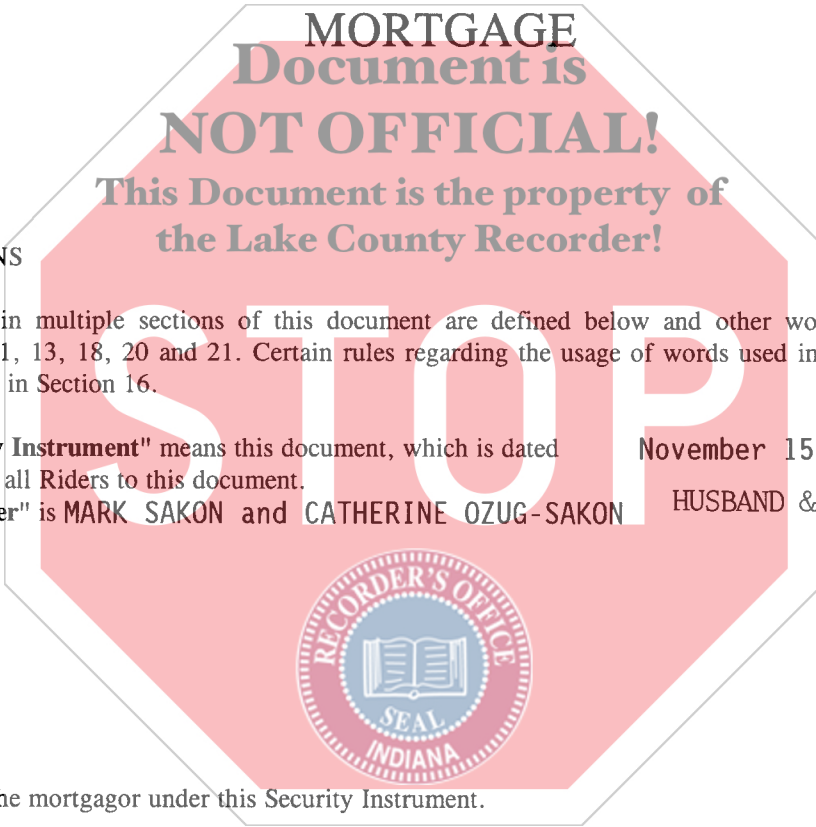 MORTGAGE
Document is
NOT OFFICIAL!
This Document is the property of
the Lake County Recorder!
NS
in multiple sections of this document are defined below and other wo
1, 13, 18, 20 and 21. Certain rules regarding the usage of words used in
in Section 16.
y Instrument" means this document, which is dated November 15
all Riders to this document.
er" is MARK SAKON and CATHERINE OZUG-SAKON HUSBAND &
STOP
RECORDER'S OFFICE
SEAL
INDIANA
he mortgagor under this Security Instrument.